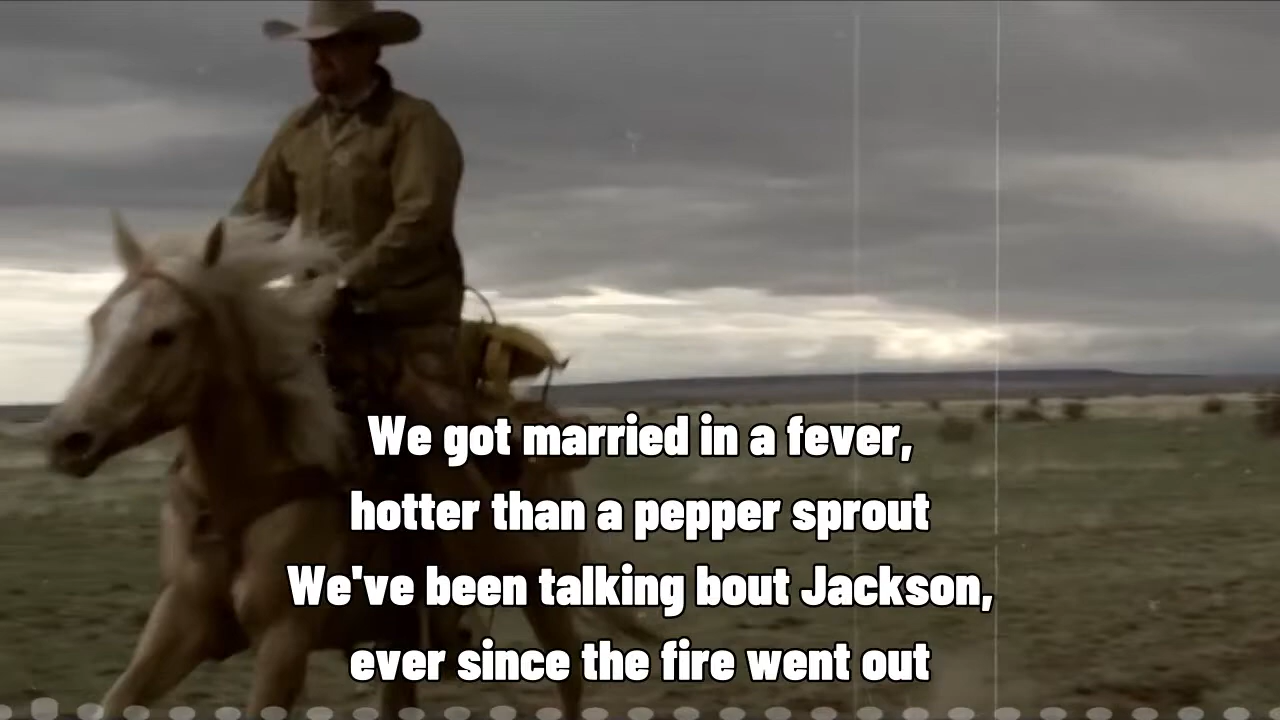 We got married in a fever,
hotter than a pepper sprout
We've been talking bout Jackson,
ever since the fire went out